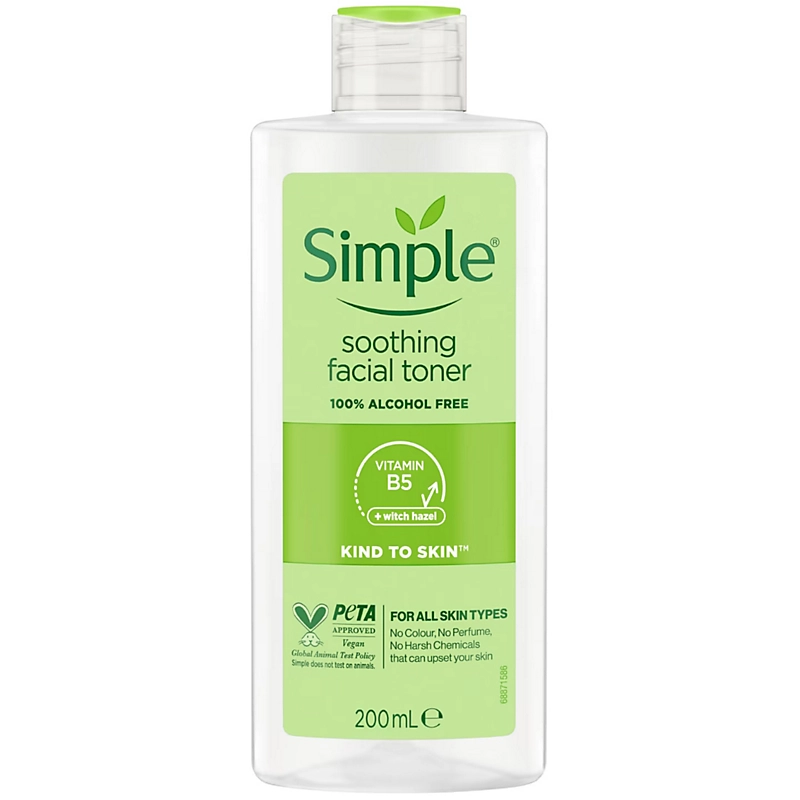 Simple®
soothing
facial toner
100% ALCOHOL FREE
VITAMIN
B5
+ witch hazel
KIND TO SKIN™
PeTA
APPROVED
Vegan
Global Animal Test Policy
Simple does not test on animals.
FOR ALL SKIN TYPES
No Colour, No Perfume,
No Harsh Chemicals
that can upset your skin
68871586
200mL℮